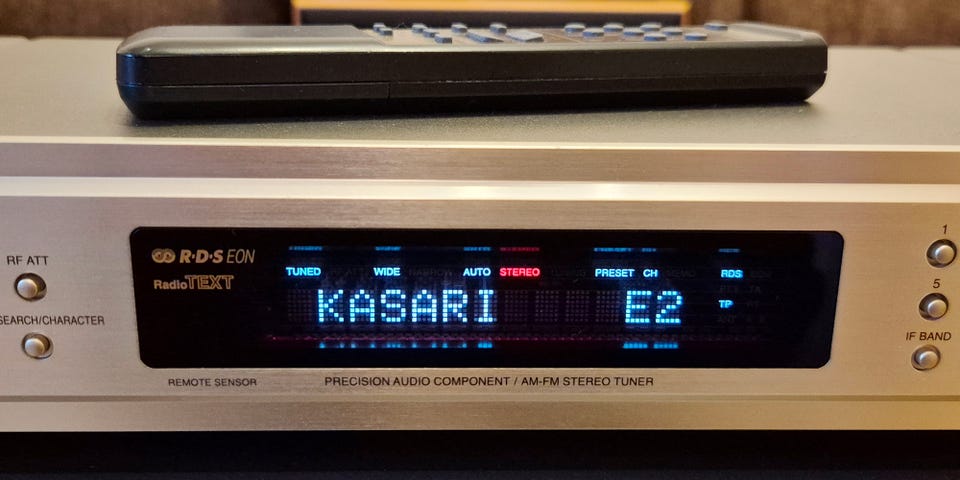 R·D·S EON
RadioTEXT
TUNED WIDE AUTO STEREO PRESET CH RDS
KASARI E2
TP
RF ATT
SEARCH/CHARACTER
1
5
IF BAND
REMOTE SENSOR
PRECISION AUDIO COMPONENT / AM-FM STEREO TUNER